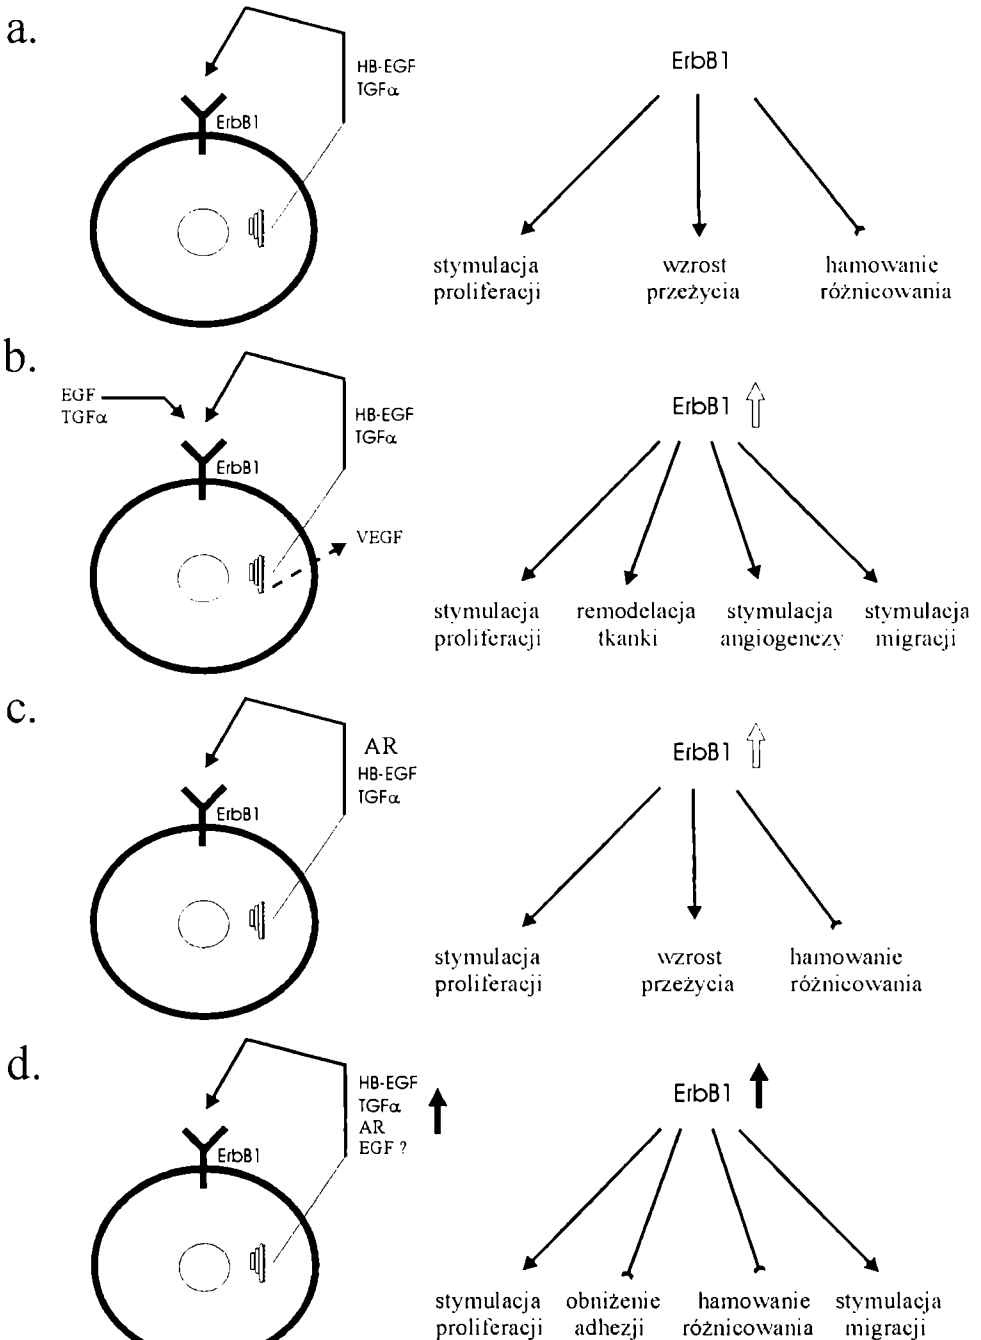 a.
HB-EGF
TGFα
ErbB1
ErbB1
stymulacja
proliferacji
wzrost
przeżycia
hamowanie
różnicowania
b.
EGF
TGFα
HB-EGF
TGFα
ErbB1
VEGF
ErbB1
stymulacja
proliferacji
remodelacja
tkanki
stymulacja
angiogenezy
stymulacja
migracji
c.
AR
HB-EGF
TGFα
ErbB1
ErbB1
stymulacja
proliferacji
wzrost
przeżycia
hamowanie
różnicowania
d.
HB-EGF
TGFα
AR
EGF ?
ErbB1
ErbB1
stymulacja
proliferacji
obniżenie
adhezji
hamowanie
różnicowania
stymulacja
migracji